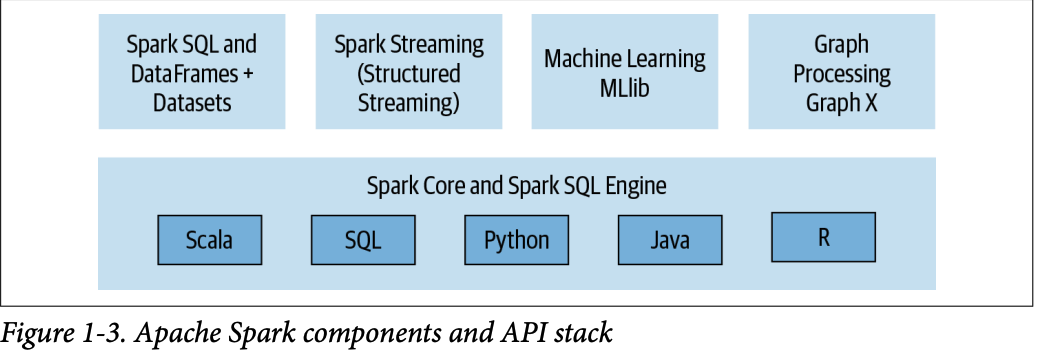 Spark SQL and
DataFrames +
Datasets
Spark Streaming
(Structured
Streaming)
Machine Learning
MLlib
Graph
Processing
Graph X
Spark Core and Spark SQL Engine
Scala
SQL
Python
Java
R
Figure 1-3. Apache Spark components and API stack